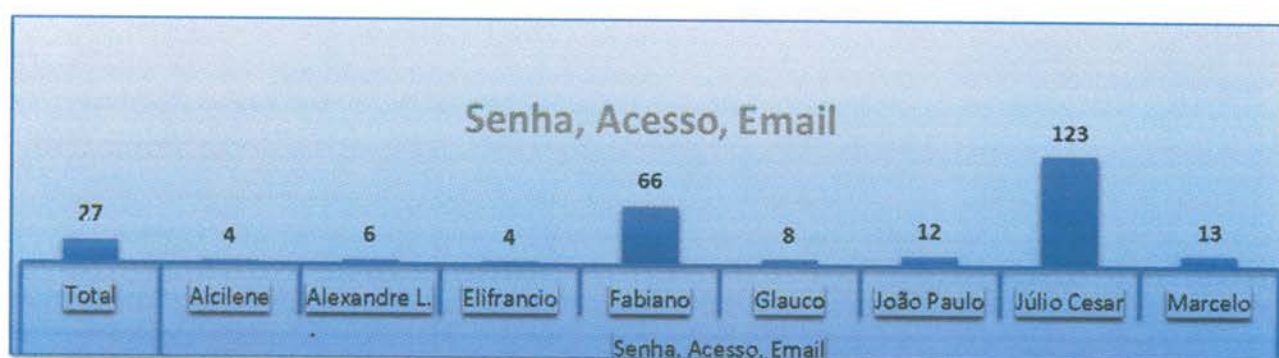 Senha, Acesso, Email
27 4 6 4 66 8 12 123 13
Total Alcilene Alexandre L. Elifrancio Fabiano Glauco João Paulo Júlio Cesar Marcelo
Senha, Acesso, Email